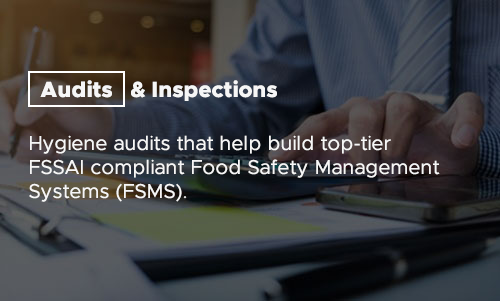 Audits & Inspections
Hygiene audits that help build top-tier
FSSAI compliant Food Safety Management
Systems (FSMS).